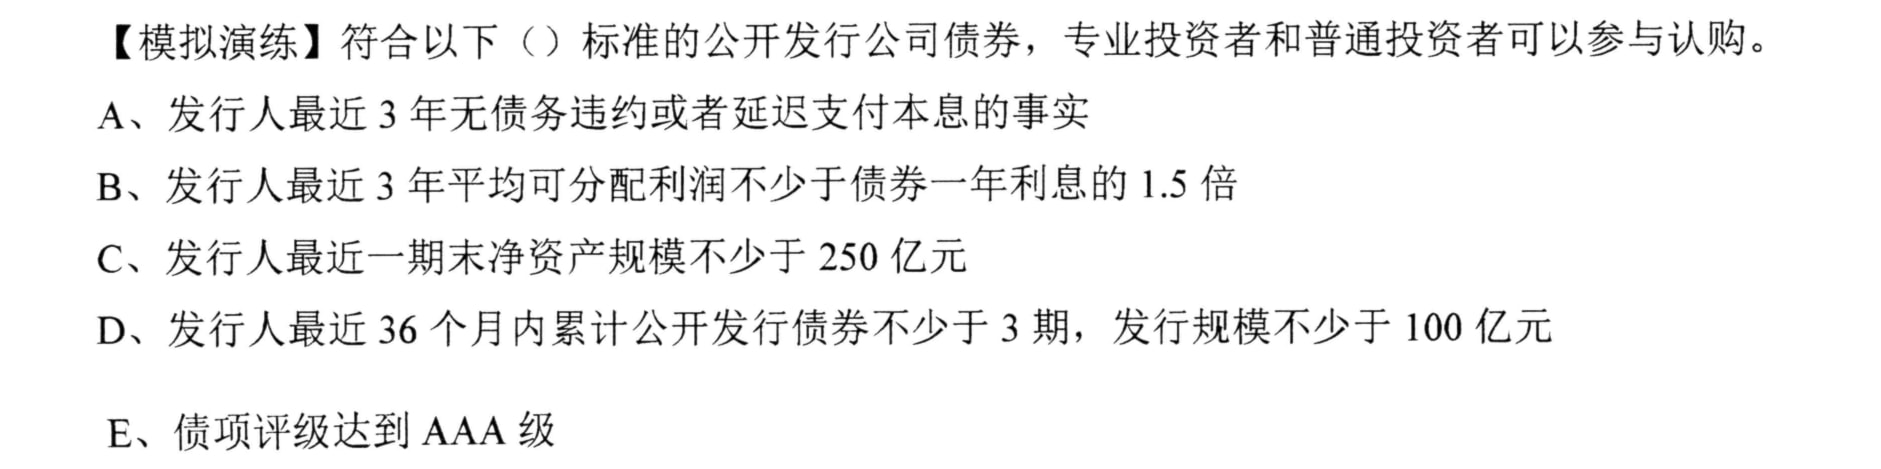 【模拟演练】符合以下（）标准的公开发行公司债券，专业投资者和普通投资者可以参与认购。
A、发行人最近 3 年无债务违约或者延迟支付本息的事实
B、发行人最近 3 年平均可分配利润不少于债券一年利息的 1.5 倍
C、发行人最近一期末净资产规模不少于 250 亿元
D、发行人最近 36 个月内累计公开发行债券不少于 3 期，发行规模不少于 100 亿元
E、债项评级达到 AAA 级